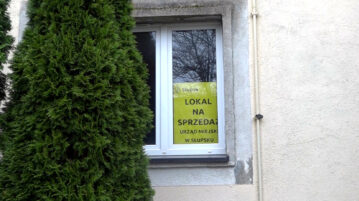 LOKAL
NA
SPRZEDAŻ
URZĄD MIEJSKI
W SŁUPSKU